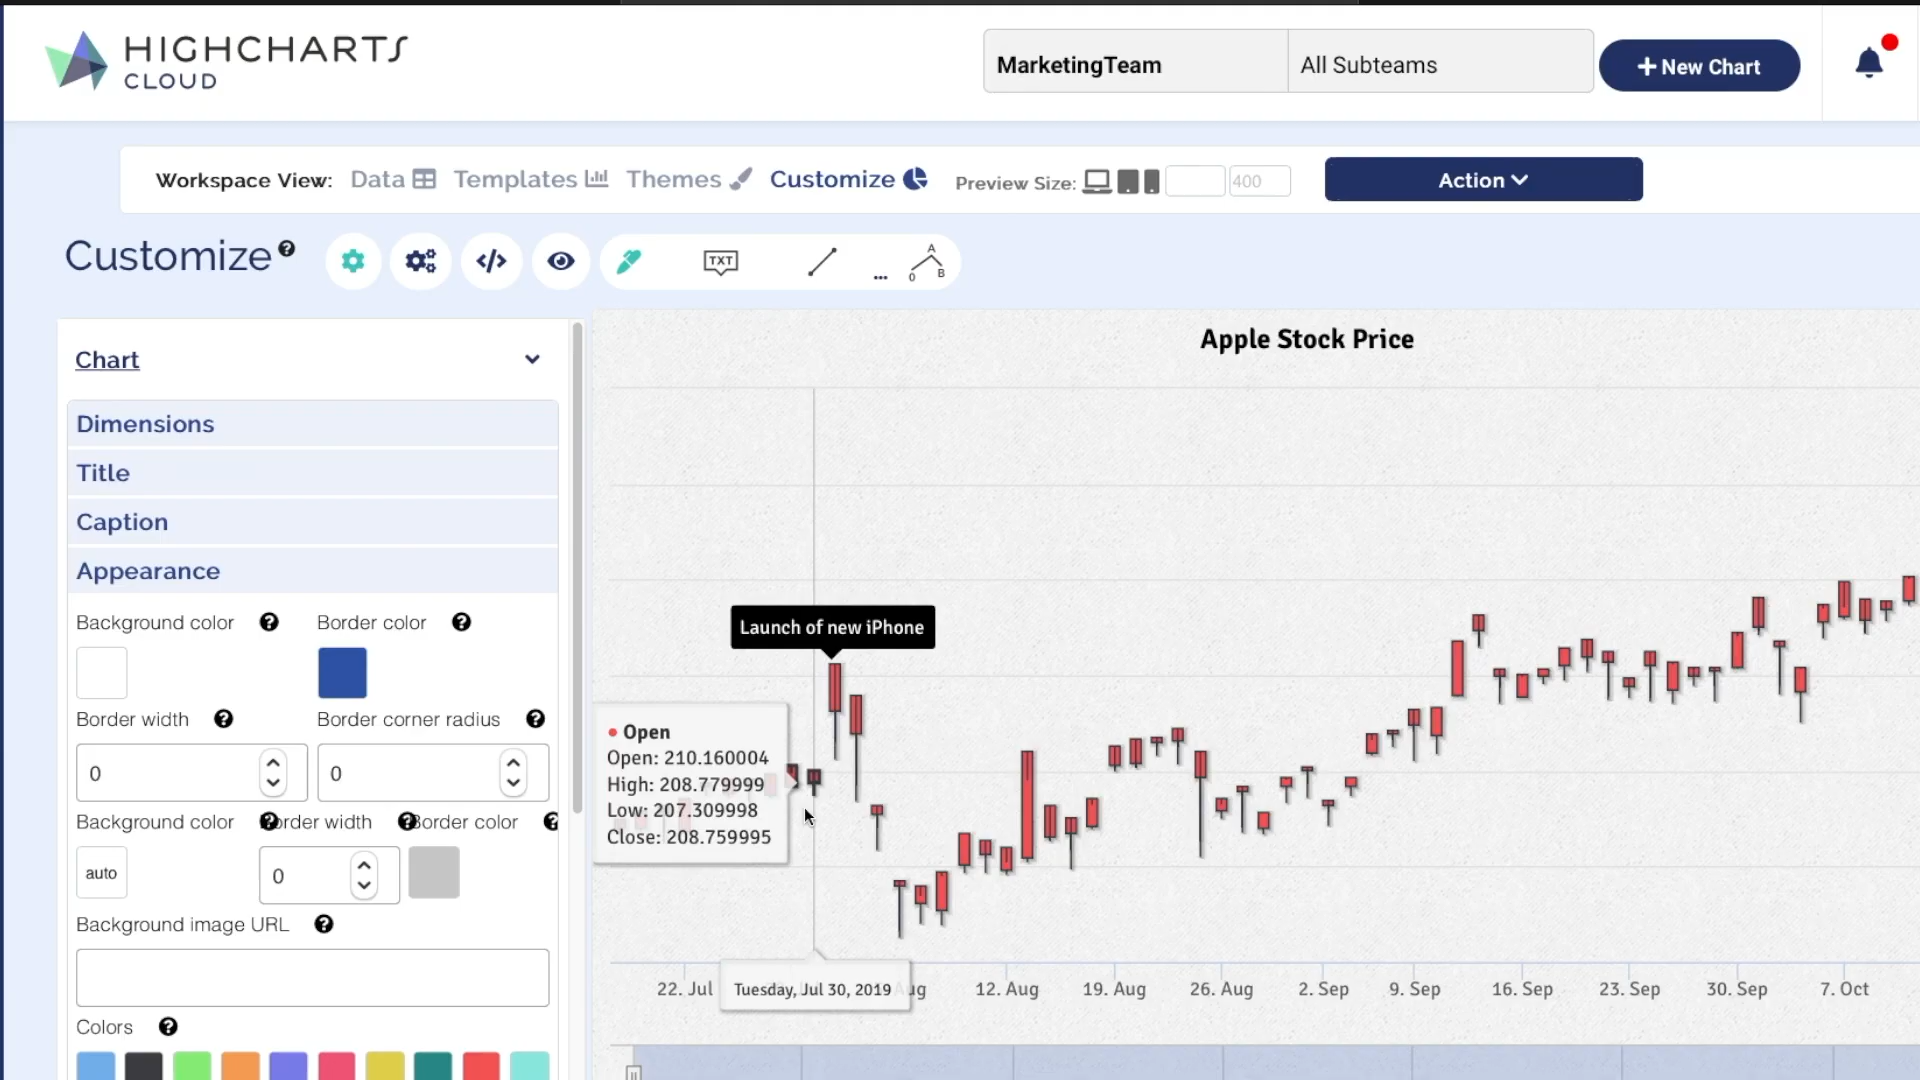 HIGHCHARTS
CLOUD
MarketingTeam
All Subteams
+ New Chart
Workspace View:
Data
Templates
Themes
Customize
Preview Size:
400
Action
Customize
TXT
...
A
0
B
Chart
Dimensions
Title
Caption
Appearance
Background color
Border color
Border width
Border corner radius
0
0
Background color
Border width
Border color
auto
0
Background image URL
Colors
Apple Stock Price
Launch of new iPhone
Open
Open: 210.160004
High: 208.779999
Low: 207.309998
Close: 208.759995
22. Jul
Tuesday, Jul 30, 2019
12. Aug
19. Aug
26. Aug
2. Sep
9. Sep
16. Sep
23. Sep
30. Sep
7. Oct